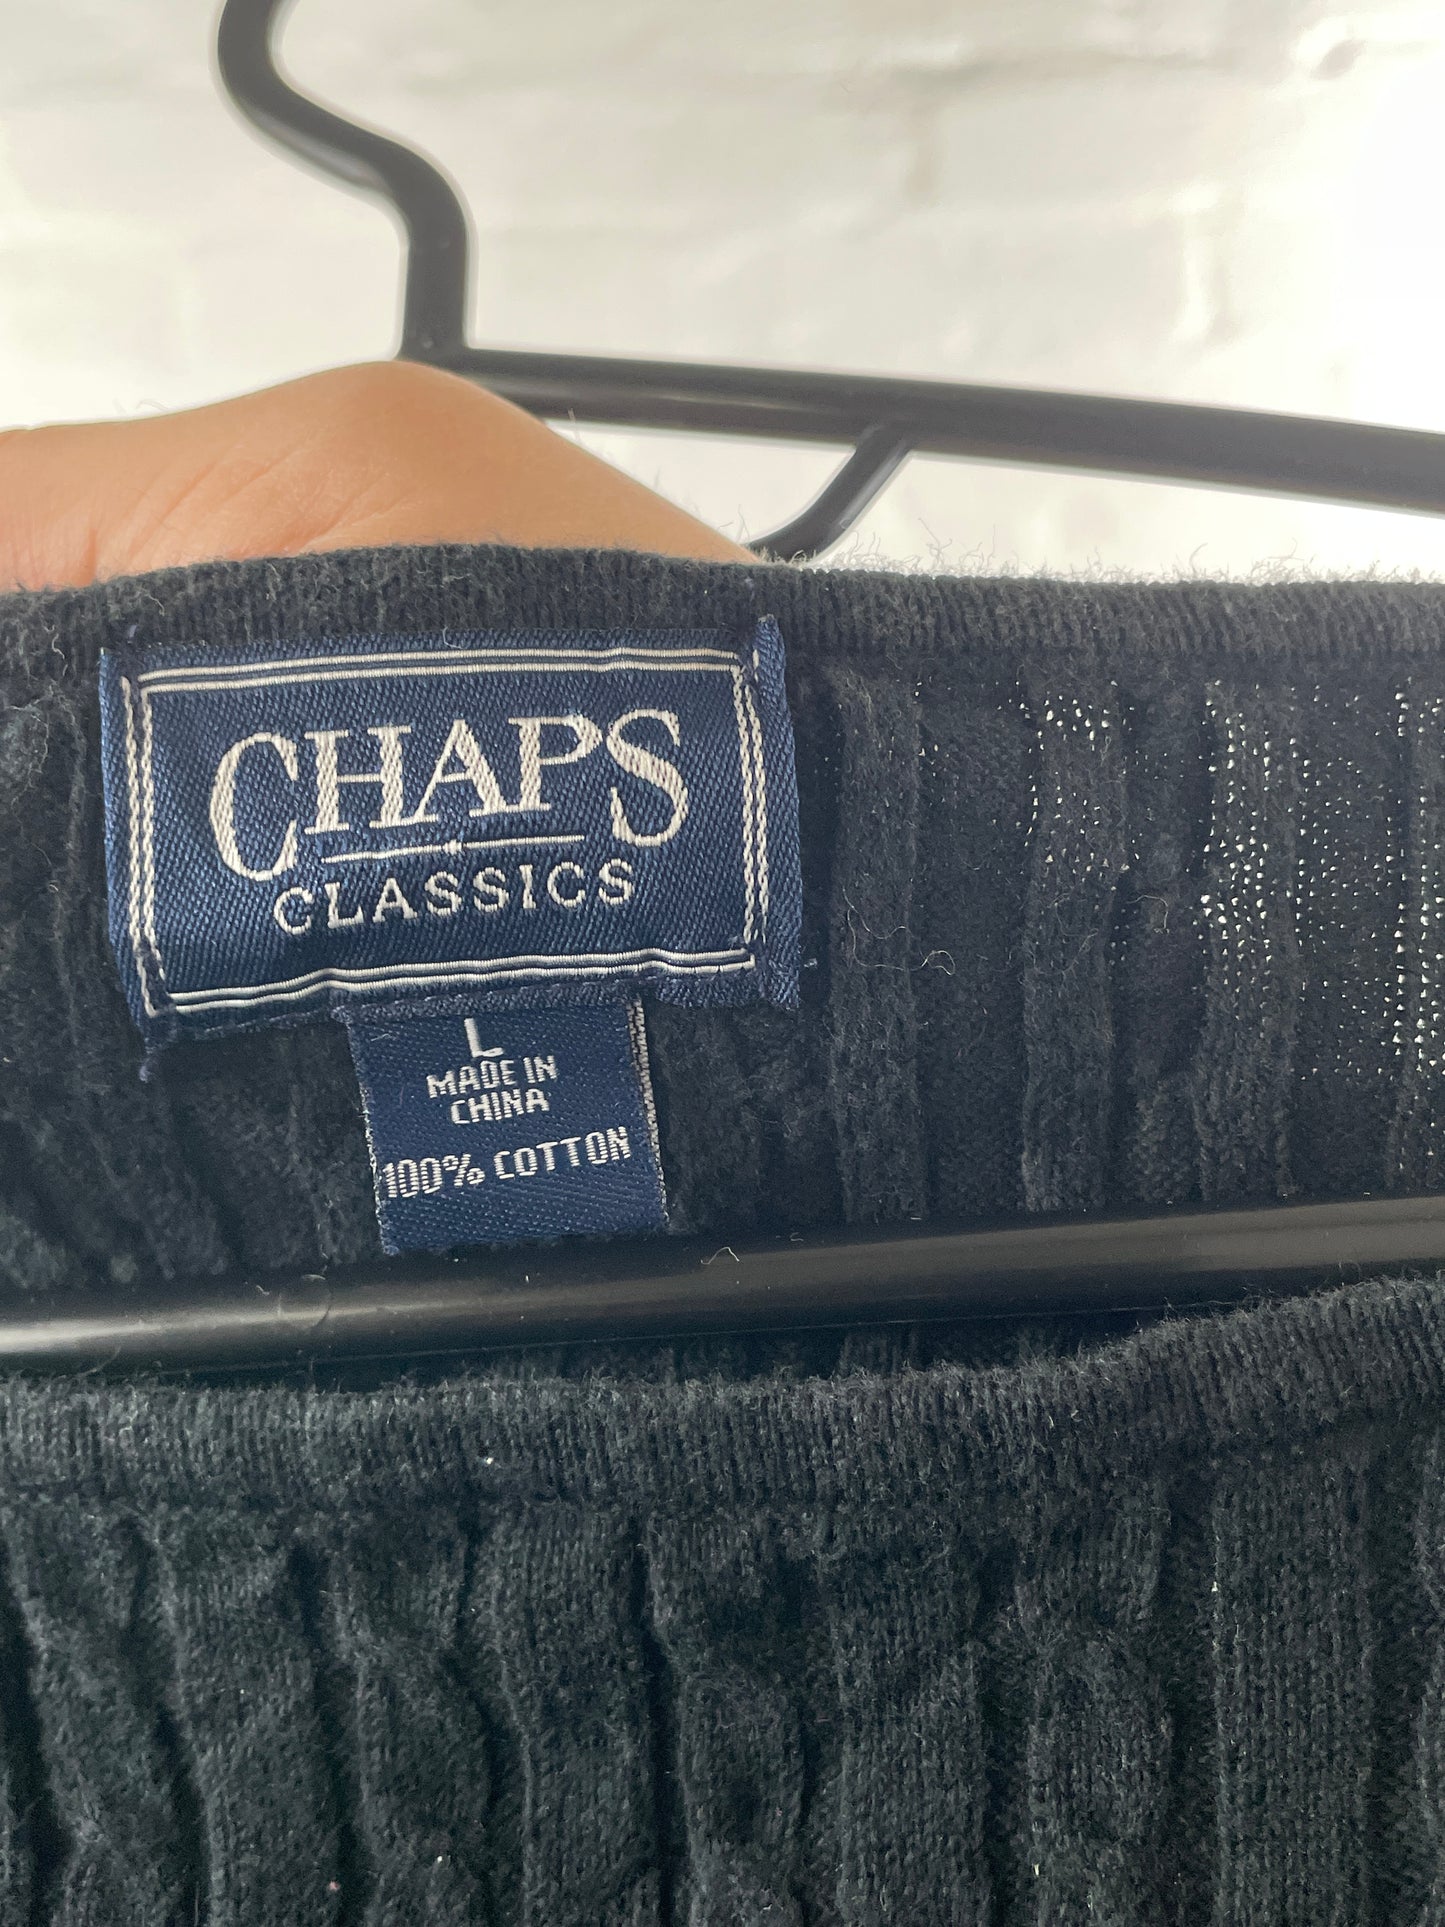 CHAPS
CLASSICS
L
MADE IN
CHINA
100% COTTON